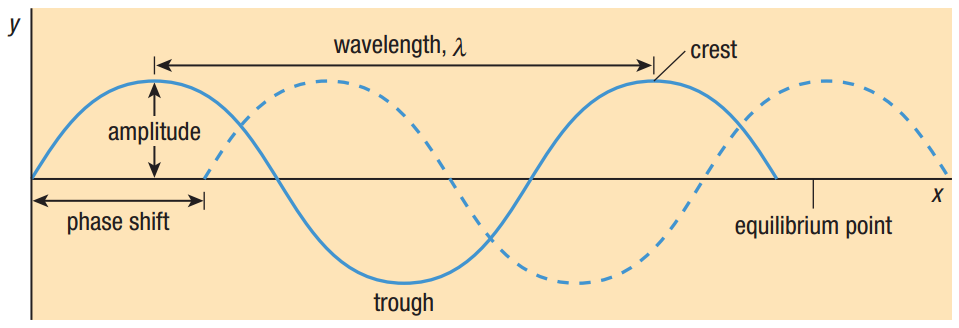 y
wavelength, λ
crest
amplitude
x
phase shift
equilibrium point
trough